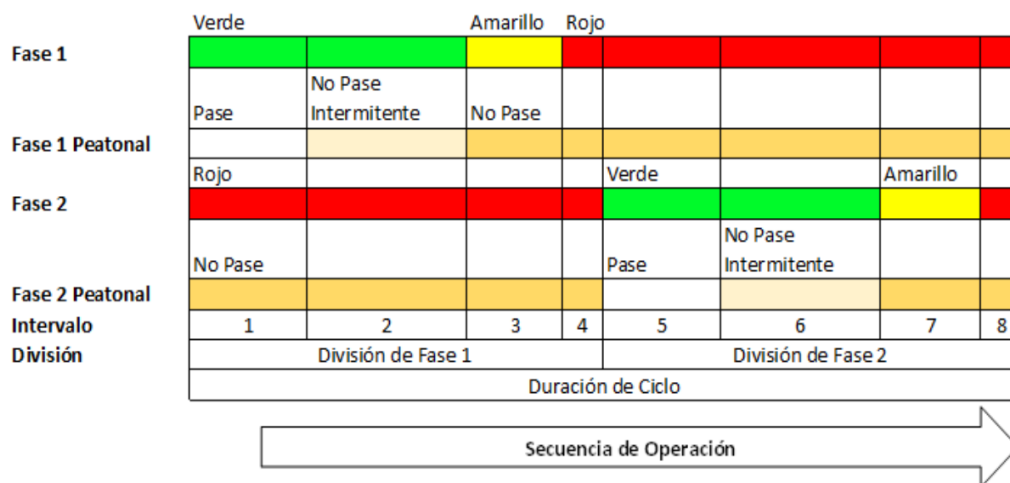 Verde Amarillo Rojo
Fase 1
No Pase
Pase Intermitente No Pase
Fase 1 Peatonal
Rojo Verde Amarillo
Fase 2
No Pase
No Pase Pase Intermitente
Fase 2 Peatonal
Intervalo 1 2 3 4 5 6 7 8
División División de Fase 1 División de Fase 2
Duración de Ciclo
Secuencia de Operación